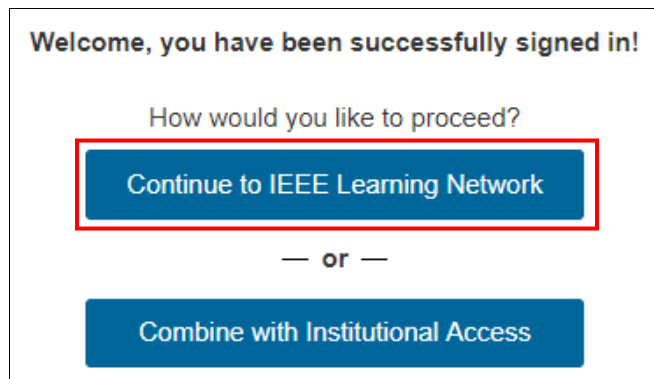 Welcome, you have been successfully signed in!
How would you like to proceed?
Continue to IEEE Learning Network
— or —
Combine with Institutional Access